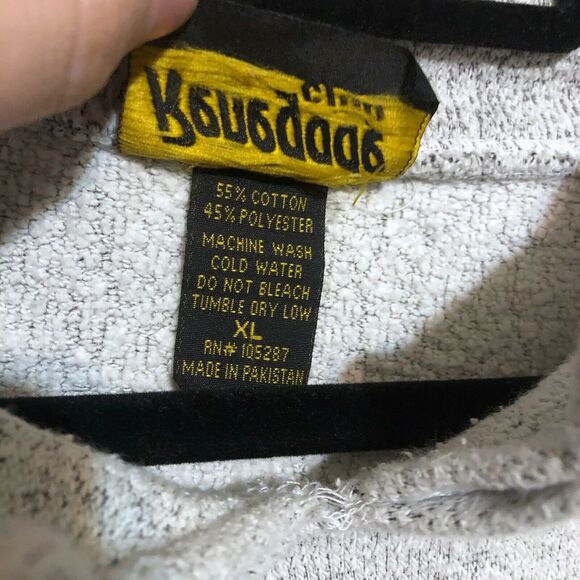 Renegade
55% COTTON
45% POLYESTER
MACHINE WASH
COLD WATER
DO NOT BLEACH
TUMBLE DRY LOW
XL
RN# 105287
MADE IN PAKISTAN